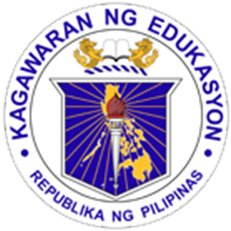 KAGAWARAN NG EDUKASYON
REPUBLIKA NG PILIPINAS